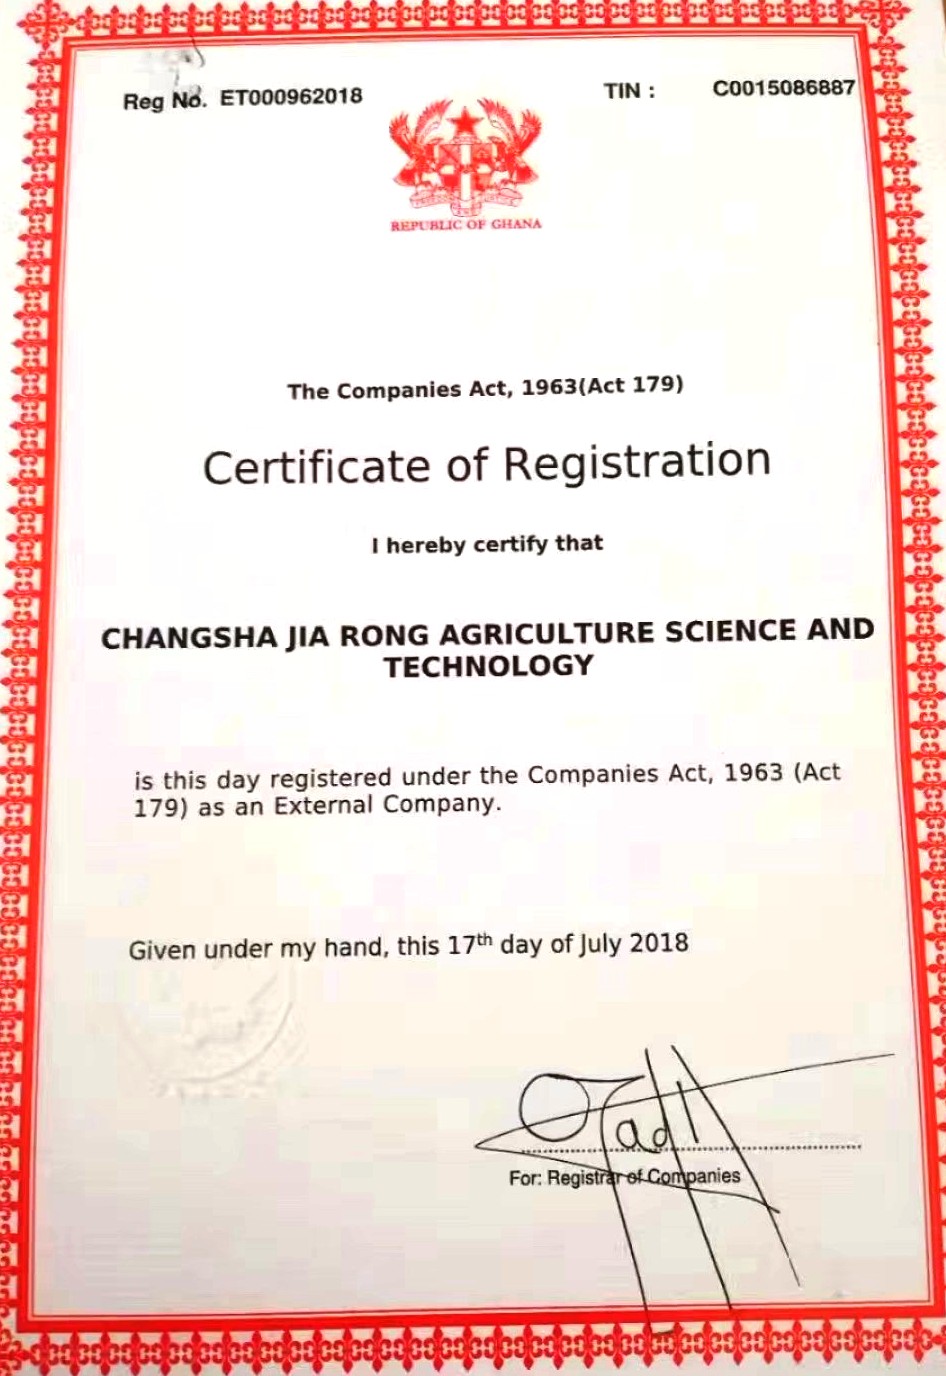 Reg No. ET000962018 TIN : C0015086887
REPUBLIC OF GHANA
The Companies Act, 1963(Act 179)
Certificate of Registration
I hereby certify that
CHANGSHA JIA RONG AGRICULTURE SCIENCE AND
TECHNOLOGY
is this day registered under the Companies Act, 1963 (Act
179) as an External Company.
Given under my hand, this 17th day of July 2018
For: Registrar of Companies